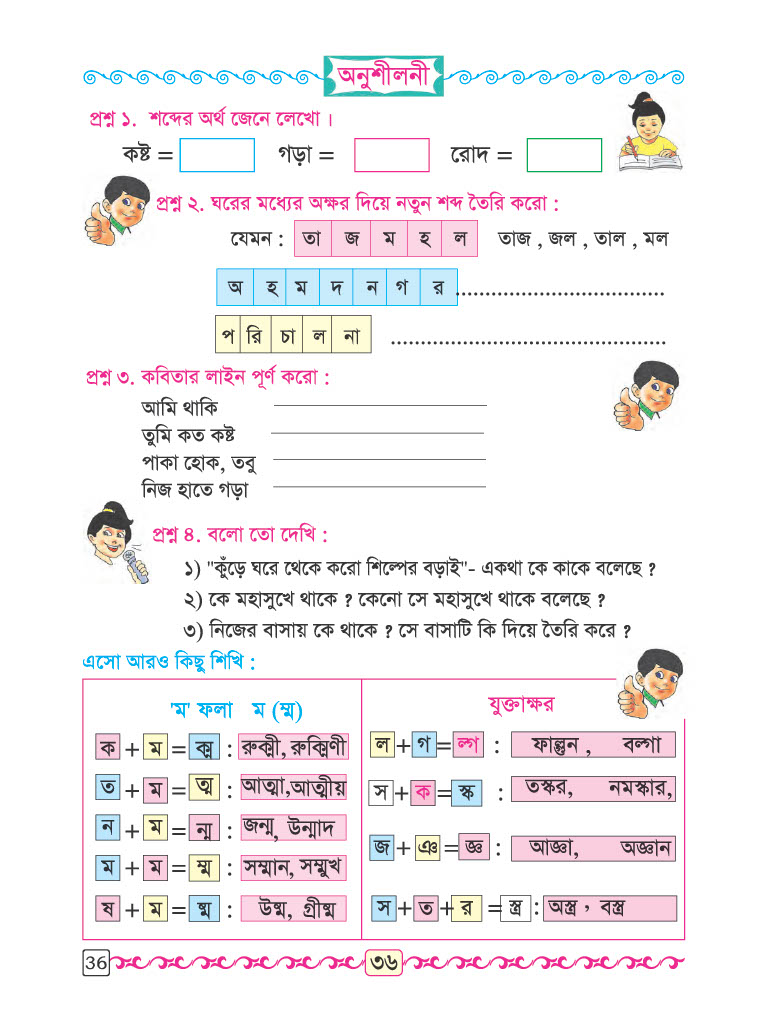 অনুশীলনী
প্রশ্ন ১. শব্দের অর্থ জেনে লেখো ।
কষ্ট = গড়া = রোদ =
প্রশ্ন ২. ঘরের মধ্যের অক্ষর দিয়ে নতুন শব্দ তৈরি করো :
যেমন : তা জ ম হ ল তাজ , জল , তাল , মল
অ হ ম দ ন গ র ..................................
প রি চা ল না .............................................
প্রশ্ন ৩. কবিতার লাইন পূর্ণ করো :
আমি থাকি
তুমি কত কষ্ট
পাকা হোক, তবু
নিজ হাতে গড়া
প্রশ্ন ৪. বলো তো দেখি :
১) "কুঁড়ে ঘরে থেকে করো শিল্পের বড়াই"- একথা কে কাকে বলেছে ?
২) কে মহাসুখে থাকে ? কেনো সে মহাসুখে থাকে বলেছে ?
৩) নিজের বাসায় কে থাকে ? সে বাসাটি কি দিয়ে তৈরি করে ?
এসো আরও কিছু শিখি :
'ম' ফলা ম (ম্ম)
ক + ম = ক্ম : রুক্মী, রুক্মিণী
ত + ম = ত্ম : আত্মা,আত্মীয়
ন + ম = ন্ম : জন্ম, উন্মাদ
ম + ম = ম্ম : সম্মান, সম্মুখ
ষ + ম = ষ্ম : উষ্ম, গ্রীষ্ম
যুক্তাক্ষর
ল + গ = ল্গ : ফাল্গুন , বল্গা
স + ক = স্ক : তস্কর, নমস্কার,
জ + ঞ = জ্ঞ : আজ্ঞা, অজ্ঞান
স + ত + র = স্ত্র : অস্ত্র , বস্ত্র
36 ৩৬